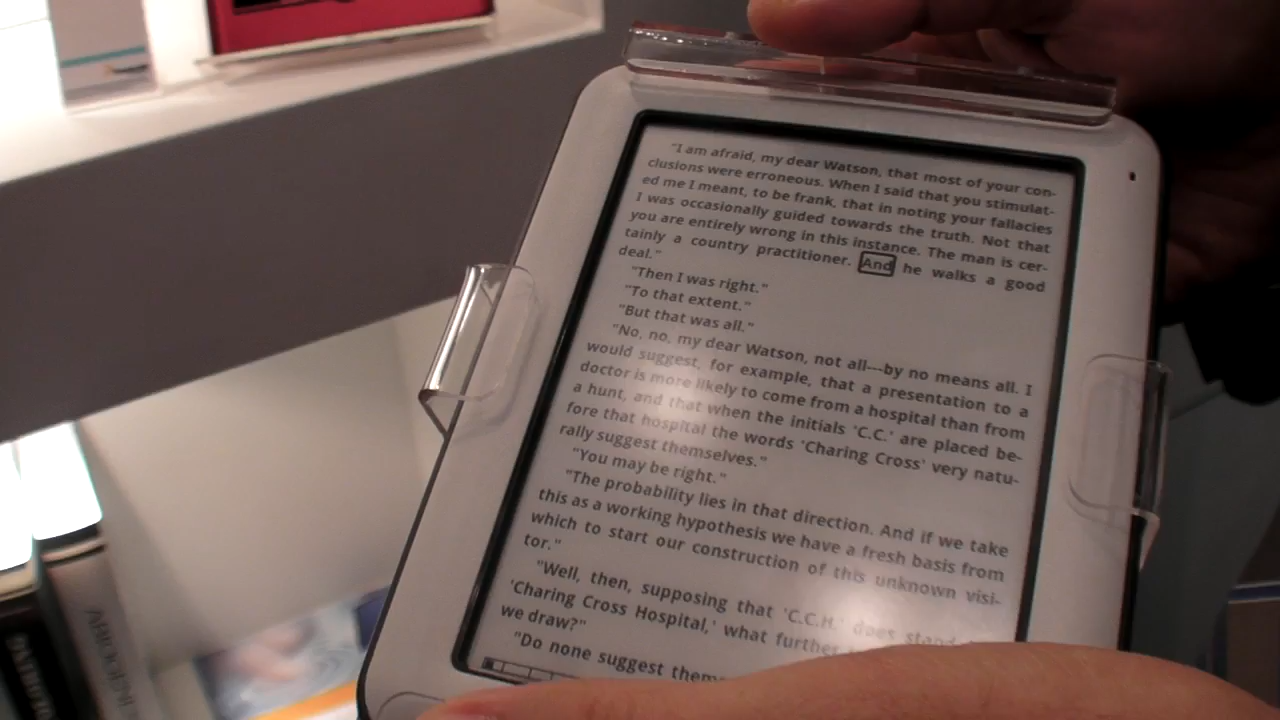 "I am afraid, my dear Watson, that most of your con-
clusions were erroneous. When I said that you stimulat-
ed me I meant, to be frank, that in noting your fallacies
I was occasionally guided towards the truth. Not that
you are entirely wrong in this instance. The man is cer-
tainly a country practitioner. And he walks a good
deal."
"Then I was right."
"To that extent."
"But that was all."
"No, no, my dear Watson, not all---by no means all. I
would suggest, for example, that a presentation to a
doctor is more likely to come from a hospital than from
a hunt, and that when the initials 'C.C.' are placed be-
fore that hospital the words 'Charing Cross' very natu-
rally suggest themselves."
"You may be right."
"The probability lies in that direction. And if we take
this as a working hypothesis we have a fresh basis from
which to start our construction of this unknown visi-
tor."
"Well, then, supposing that 'C.C.H.' does stand
'Charing Cross Hospital,' what further
we draw?"
"Do none suggest